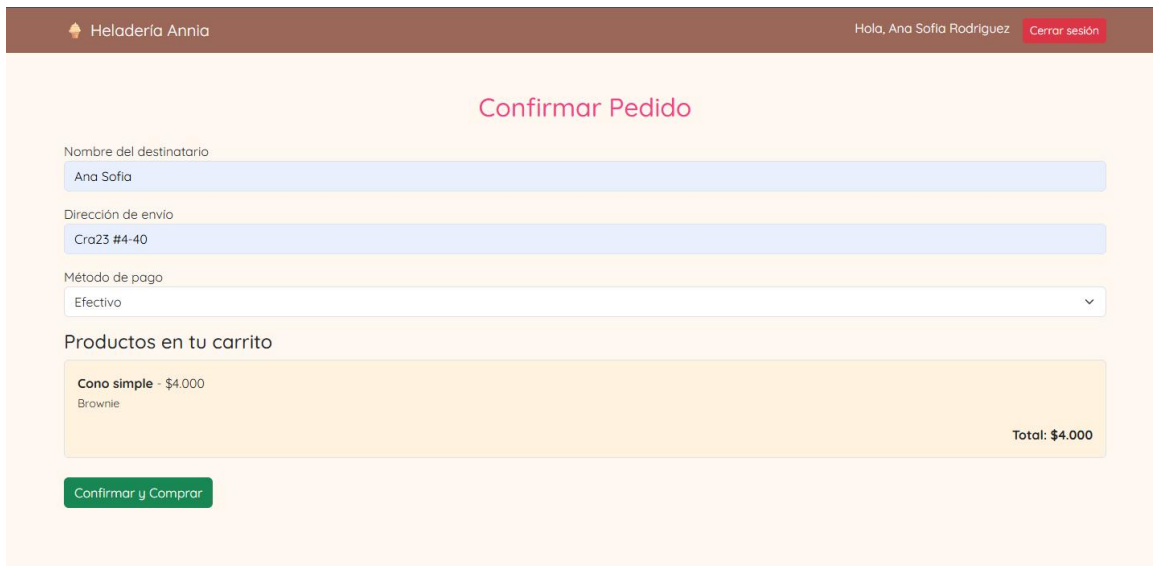 Heladería Annia
Hola, Ana Sofia Rodriguez
Cerrar sesión
Confirmar Pedido
Nombre del destinatario
Ana Sofia
Dirección de envío
Cra23 #4-40
Método de pago
Efectivo
Productos en tu carrito
Cono simple - $4.000
Brownie
Total: $4.000
Confirmar y Comprar